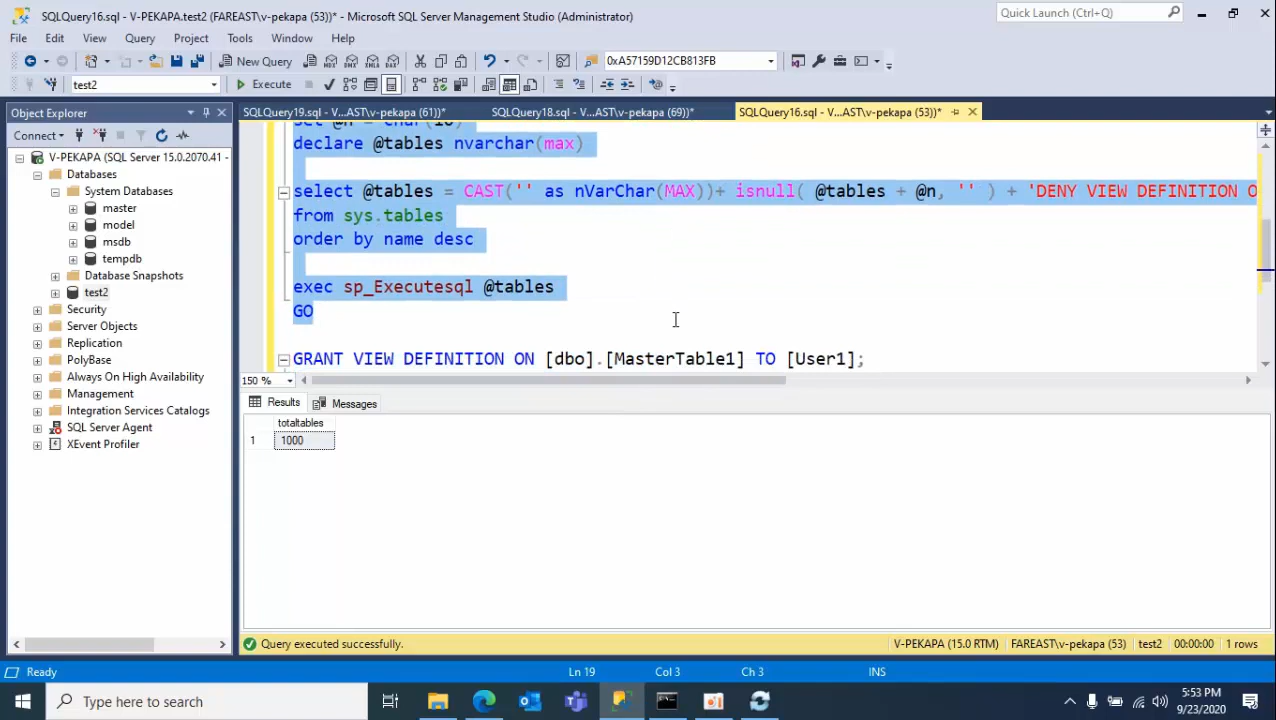 SQLQuery16.sql - V-PEKAPA.test2 (FAREAST\v-pekapa (53))* - Microsoft SQL Server Management Studio (Administrator)
Quick Launch (Ctrl+Q)
File Edit View Query Project Tools Window Help
New Query
0xA57159D12CB813FB
test2
Execute
Object Explorer
SQLQuery19.sql - V...AST\v-pekapa (61))*
SQLQuery18.sql - V...AST\v-pekapa (69))*
SQLQuery16.sql - V...AST\v-pekapa (53))*
Connect
V-PEKAPA (SQL Server 15.0.2070.41 -
Databases
System Databases
master
model
msdb
tempdb
Database Snapshots
test2
Security
Server Objects
Replication
PolyBase
Always On High Availability
Management
Integration Services Catalogs
SQL Server Agent
XEvent Profiler
declare @tables nvarchar(max)
select @tables = CAST('' as nVarChar(MAX))+ isnull( @tables + @n, '' ) + 'DENY VIEW DEFINITION O
from sys.tables
order by name desc
exec sp_Executesql @tables
GO
GRANT VIEW DEFINITION ON [dbo].[MasterTable1] TO [User1];
150 %
Results
Messages
totaltables
1 1000
Query executed successfully.
V-PEKAPA (15.0 RTM)
FAREAST\v-pekapa (53)
test2
00:00:00
1 rows
Ready
Ln 19
Col 3
Ch 3
INS
Type here to search
5:53 PM
9/23/2020